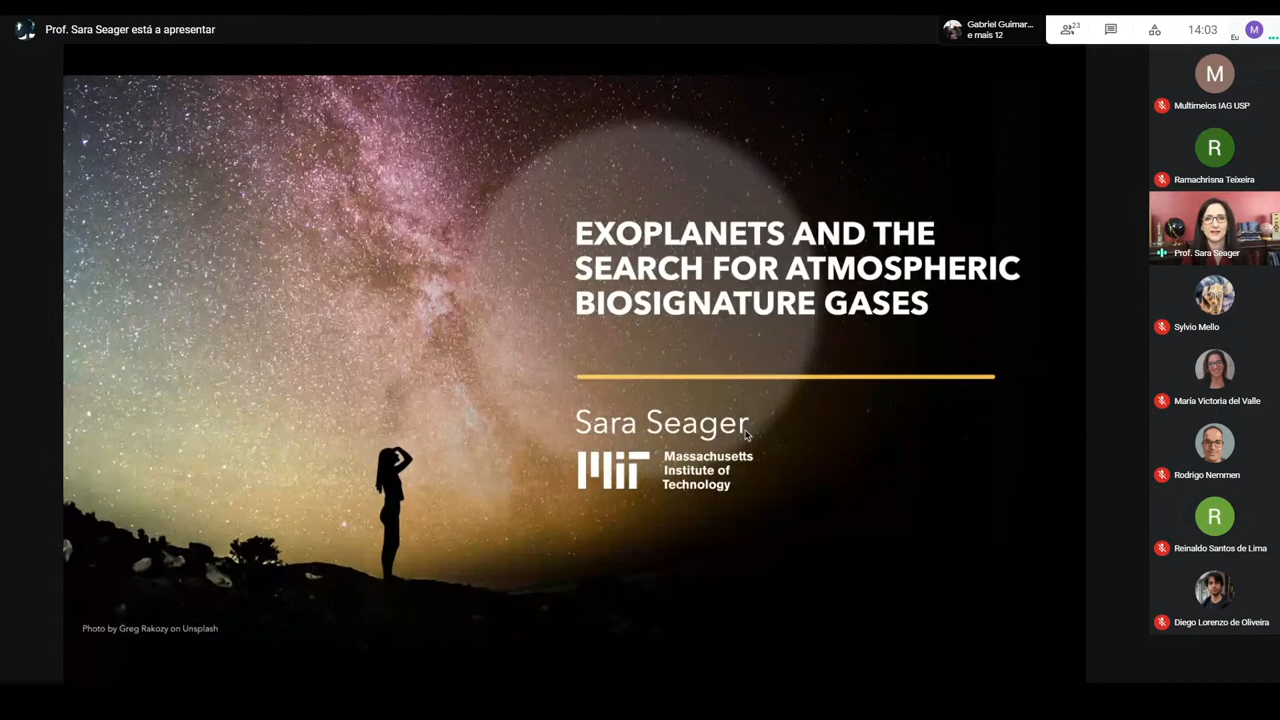 Prof. Sara Seager está a apresentar
Gabriel Guimar...
e mais 12
23
14:03
Eu
M
M
Multimeios IAG USP
R
Ramachrisna Teixeira
Prof. Sara Seager
Sylvio Mello
María Victoria del Valle
Rodrigo Nemmen
R
Reinaldo Santos de Lima
Diego Lorenzo de Oliveira
EXOPLANETS AND THE
SEARCH FOR ATMOSPHERIC
BIOSIGNATURE GASES
Sara Seager
MIT
Massachusetts
Institute of
Technology
Photo by Greg Rakozy on Unsplash